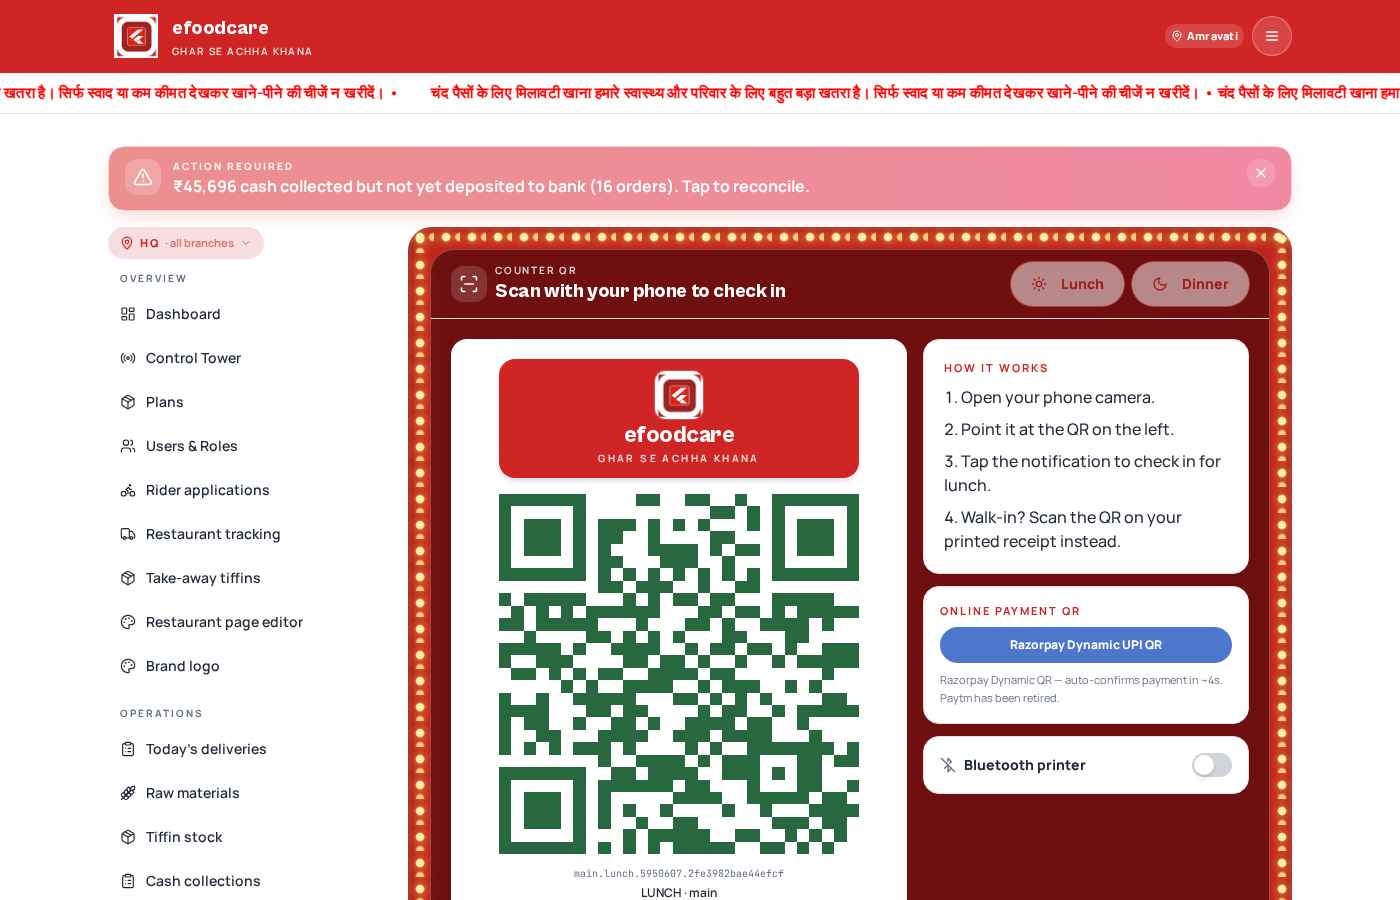 efoodcare
GHAR SE ACHHA KHANA
Amravati
खतरा है। सिर्फ स्वाद या कम कीमत देखकर खाने-पीने की चीजें न खरीदें। • चंद पैसों के लिए मिलावटी खाना हमारे स्वास्थ्य और परिवार के लिए बहुत बड़ा खतरा है। सिर्फ स्वाद या कम कीमत देखकर खाने-पीने की चीजें न खरीदें। • चंद पैसों के लिए मिलावटी खाना
ACTION REQUIRED
₹45,696 cash collected but not yet deposited to bank (16 orders). Tap to reconcile.
HQ · all branches
OVERVIEW
Dashboard
Control Tower
Plans
Users & Roles
Rider applications
Restaurant tracking
Take-away tiffins
Restaurant page editor
Brand logo
OPERATIONS
Today's deliveries
Raw materials
Tiffin stock
Cash collections
COUNTER QR
Scan with your phone to check in
Lunch
Dinner
efoodcare
GHAR SE ACHHA KHANA
main.lunch.5950607.2fe3982bae44efcf
LUNCH · main
HOW IT WORKS
1. Open your phone camera.
2. Point it at the QR on the left.
3. Tap the notification to check in for
lunch.
4. Walk-in? Scan the QR on your
printed receipt instead.
ONLINE PAYMENT QR
Razorpay Dynamic UPI QR
Razorpay Dynamic QR — auto-confirms payment in ~4s.
Paytm has been retired.
Bluetooth printer